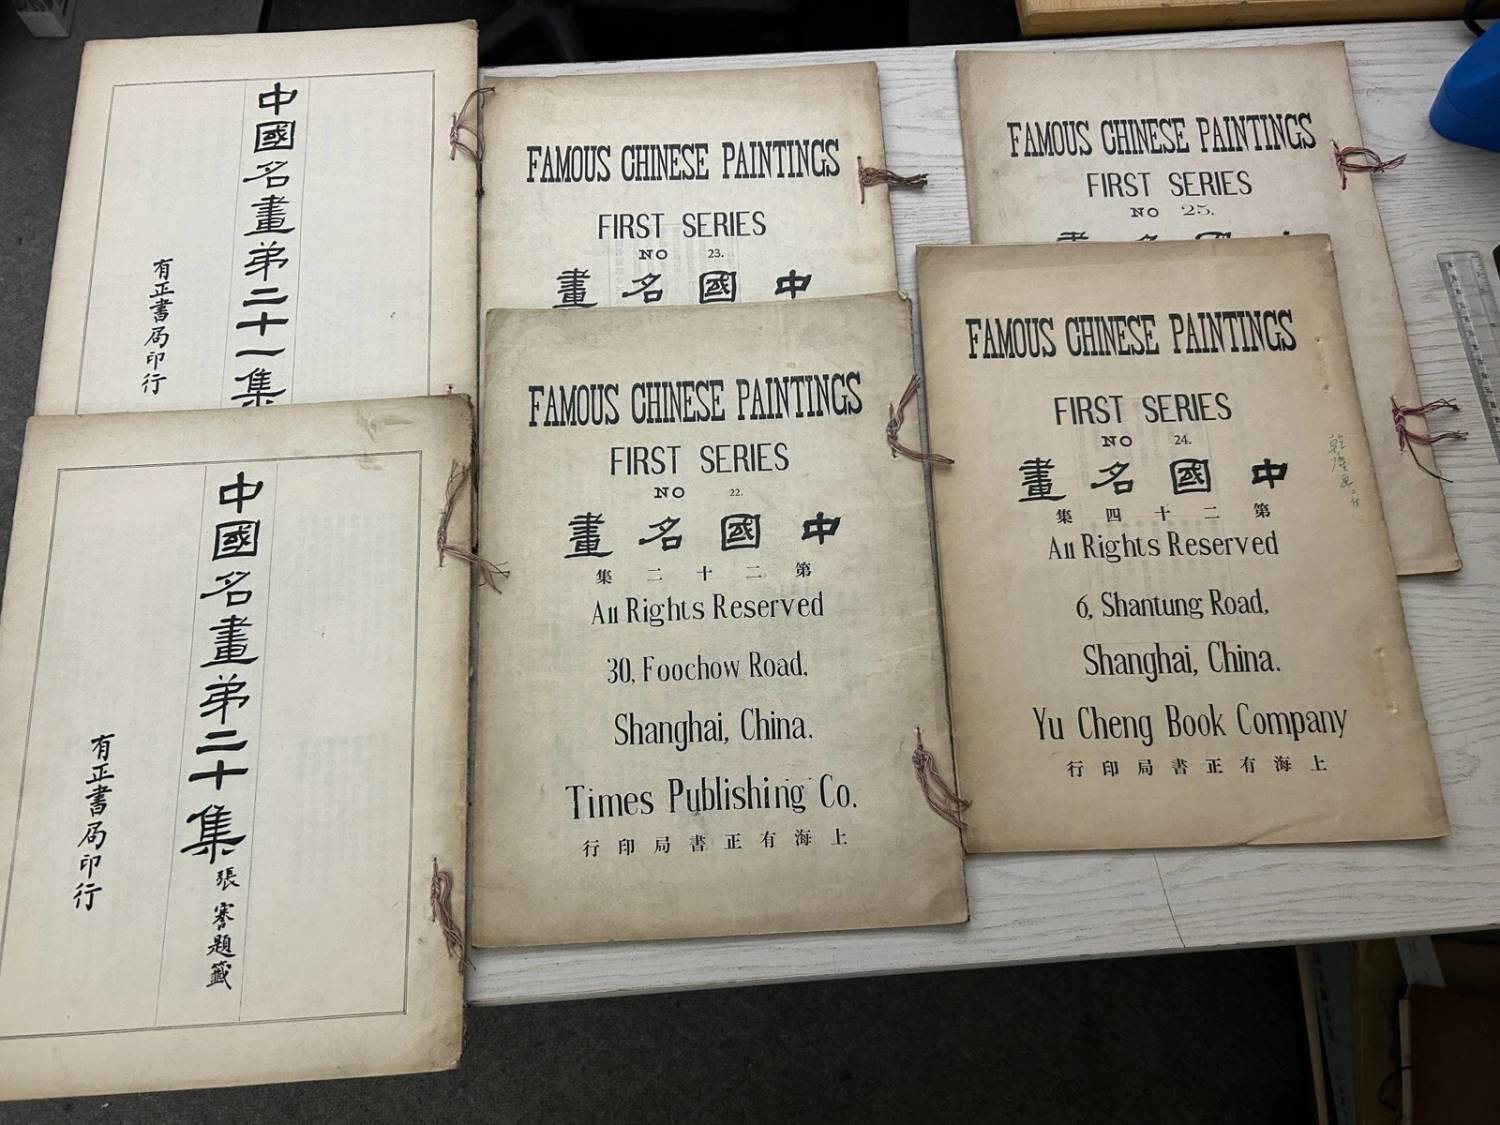 中國名畫弟二十一集
有正書局印行
中國名畫弟二十集
張
審題籤
有正書局印行
FAMOUS CHINESE PAINTINGS
FIRST SERIES
NO 23.
畫名國中
FAMOUS CHINESE PAINTINGS
FIRST SERIES
NO 22.
畫名國中
集二十二第
All Rights Reserved
30, Foochow Road,
Shanghai, China.
Times Publishing Co.
行印局書正有海上
FAMOUS CHINESE PAINTINGS
FIRST SERIES
NO 25.
FAMOUS CHINESE PAINTINGS
FIRST SERIES
NO 24.
畫名國中
集四十二第
All Rights Reserved
6, Shantung Road,
Shanghai, China.
Yu Cheng Book Company
行印局書正有海上